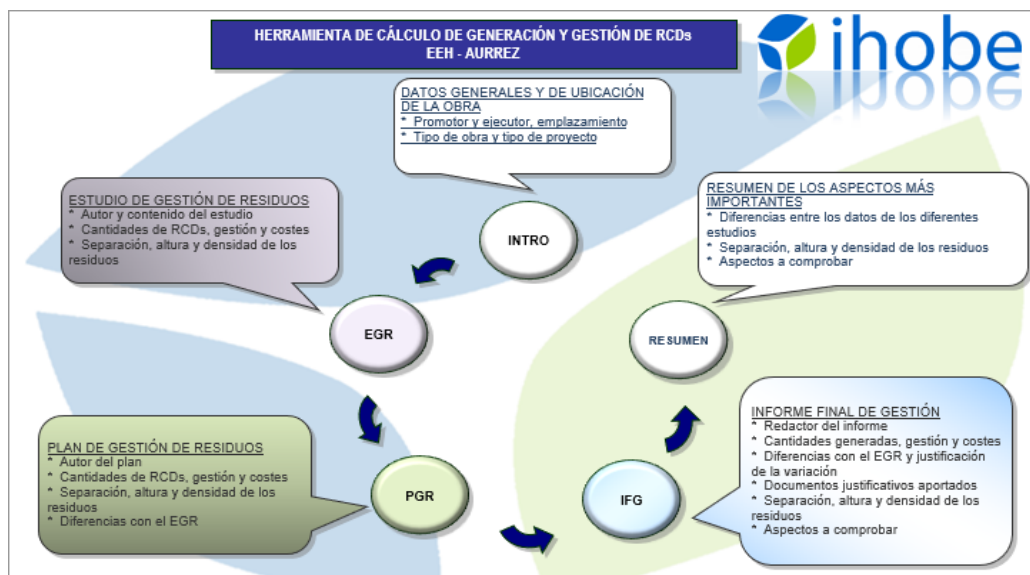 HERRAMIENTA DE CÁLCULO DE GENERACIÓN Y GESTIÓN DE RCDs
EEH - AURREZ
ihobe
DATOS GENERALES Y DE UBICACIÓN
DE LA OBRA
* Promotor y ejecutor, emplazamiento
* Tipo de obra y tipo de proyecto
ESTUDIO DE GESTIÓN DE RESIDUOS
* Autor y contenido del estudio
* Cantidades de RCDs, gestión y costes
* Separación, altura y densidad de los
residuos
RESUMEN DE LOS ASPECTOS MÁS
IMPORTANTES
* Diferencias entre los datos de los diferentes
estudios
* Separación, altura y densidad de los residuos
* Aspectos a comprobar
INTRO
EGR
RESUMEN
PLAN DE GESTIÓN DE RESIDUOS
* Autor del plan
* Cantidades de RCDs, gestión y costes
* Separación, altura y densidad de los
residuos
* Diferencias con el EGR
PGR
IFG
INFORME FINAL DE GESTIÓN
* Redactor del informe
* Cantidades generadas, gestión y costes
* Diferencias con el EGR y justificación
de la variación
* Documentos justificativos aportados
* Separación, altura y densidad de los
residuos
* Aspectos a comprobar